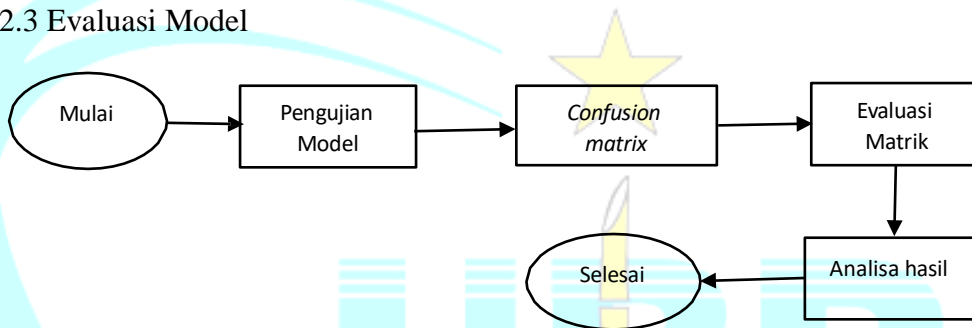 2.3 Evaluasi Model
Mulai
Pengujian
Model
Confusion
matrix
Evaluasi
Matrik
Analisa hasil
Selesai